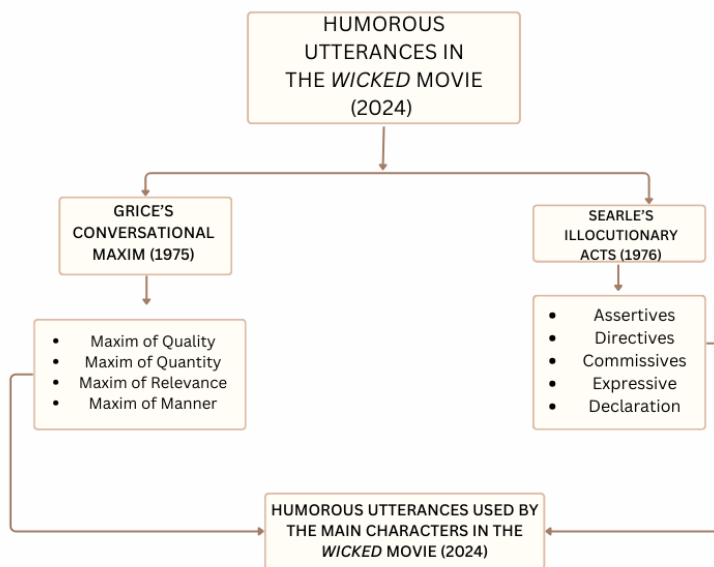 HUMOROUS
UTTERANCES IN
THE WICKED MOVIE
(2024)
GRICE’S
CONVERSATIONAL
MAXIM (1975)
SEARLE’S
ILLOCUTIONARY
ACTS (1976)
• Maxim of Quality
• Maxim of Quantity
• Maxim of Relevance
• Maxim of Manner
• Assertives
• Directives
• Commissives
• Expressive
• Declaration
HUMOROUS UTTERANCES USED BY
THE MAIN CHARACTERS IN THE
WICKED MOVIE (2024)